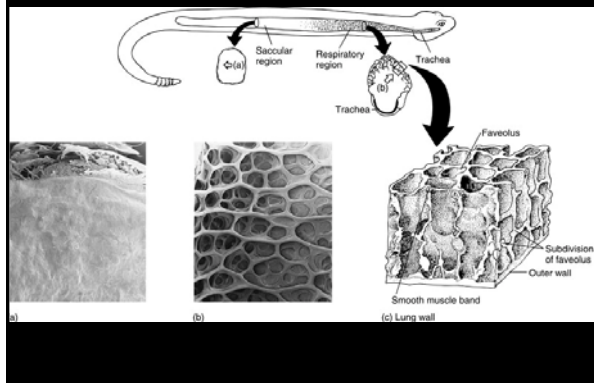 Saccular
region
Respiratory
region
Trachea
(a)
(b)
Trachea
Faveolus
Subdivision
of faveolus
Outer wall
Smooth muscle band
a)
(b)
(c) Lung wall